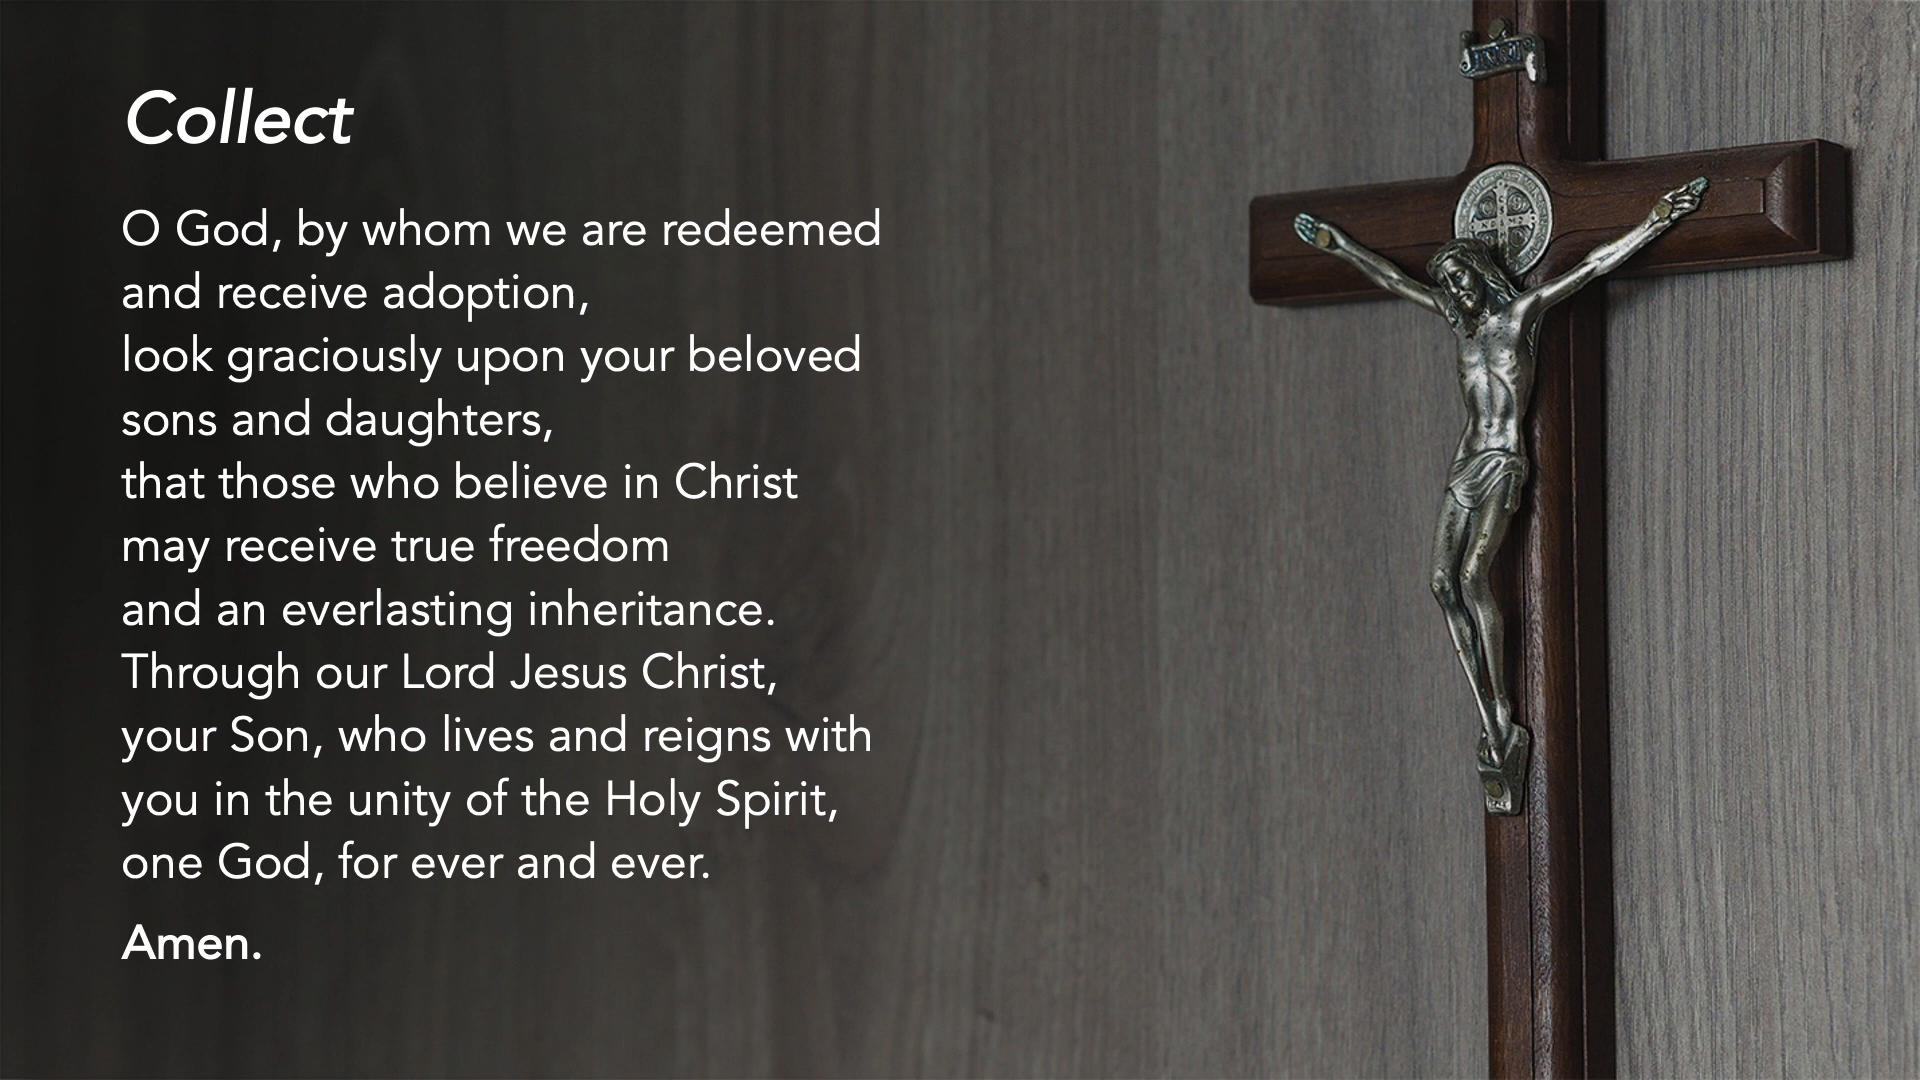 Collect
O God, by whom we are redeemed
and receive adoption,
look graciously upon your beloved
sons and daughters,
that those who believe in Christ
may receive true freedom
and an everlasting inheritance.
Through our Lord Jesus Christ,
your Son, who lives and reigns with
you in the unity of the Holy Spirit,
one God, for ever and ever.
Amen.